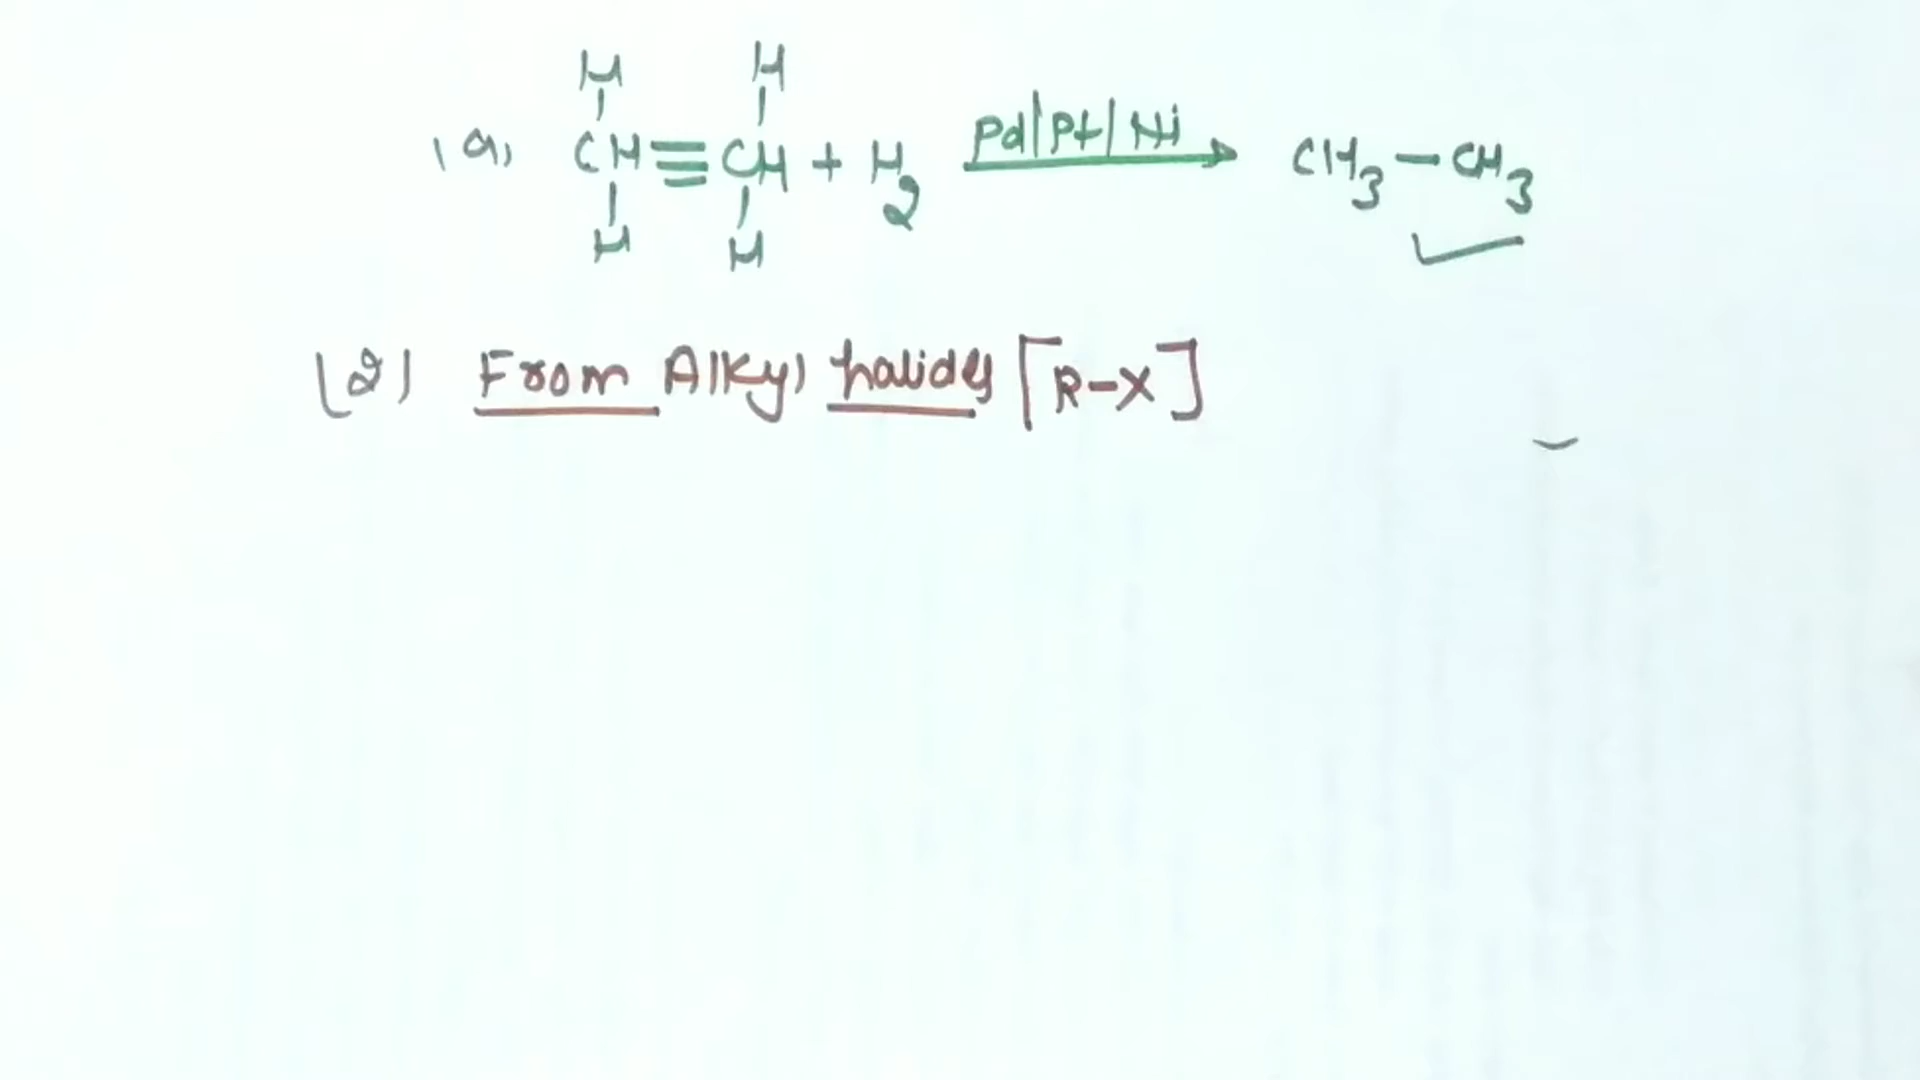 H H
(a) CH≡CH + H2 Pd/Pt/Ni → CH3-CH3
H H
(2) From Alkyl halides [R-X]